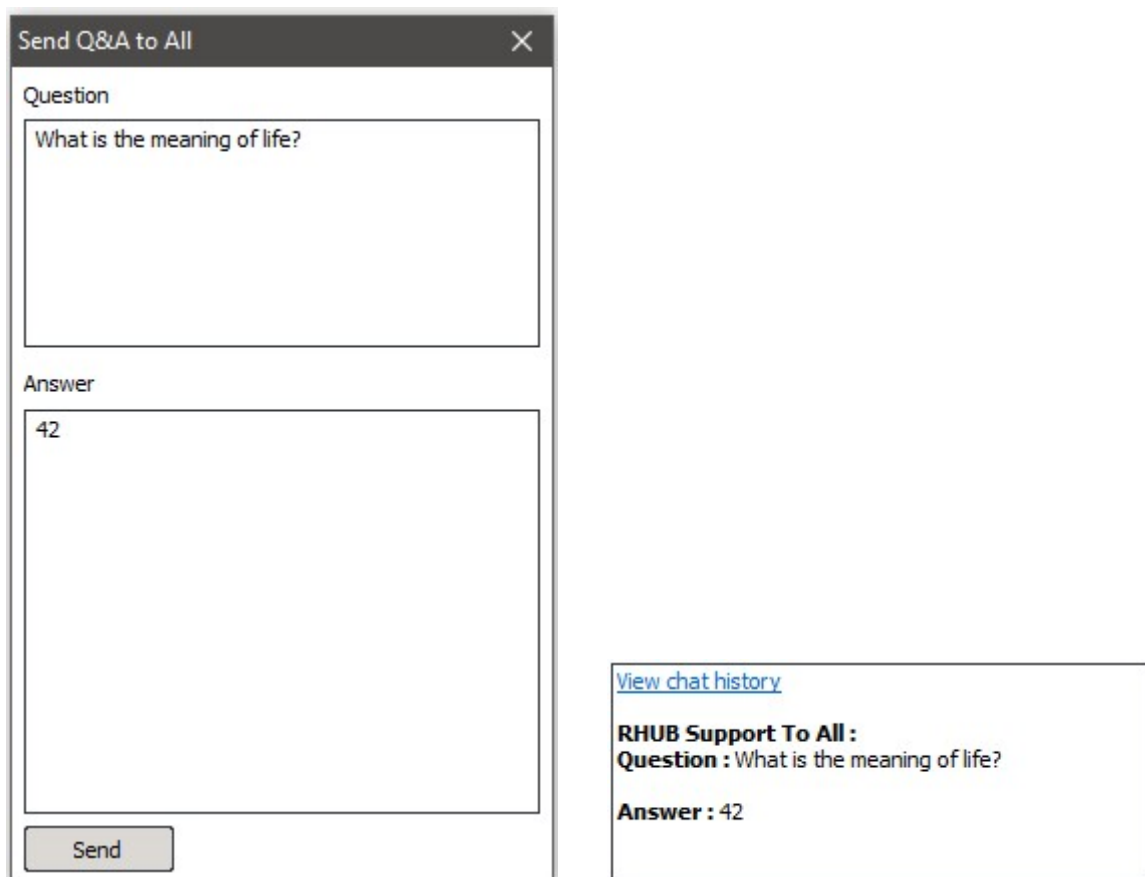 Send Q&A to All
Question
What is the meaning of life?
Answer
42
Send
View chat history
RHUB Support To All :
Question : What is the meaning of life?
Answer : 42